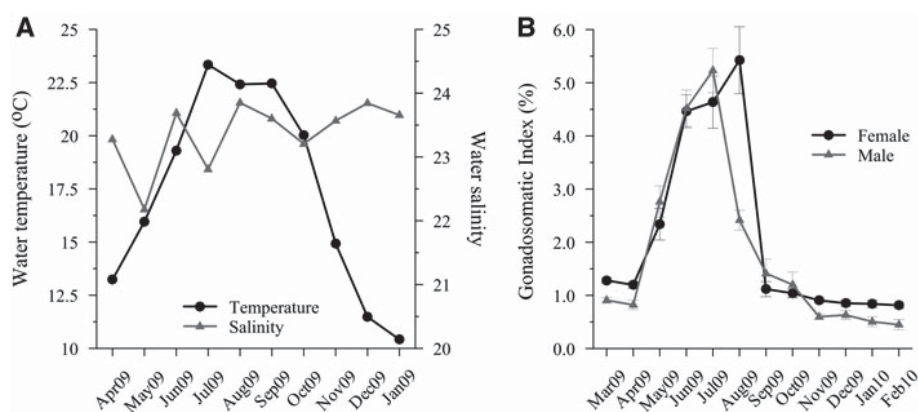 A
B
25
22.5
20
17.5
15
12.5
10
Water temperature (ºC)
25
24
23
22
21
20
Water salinity
Temperature
Salinity
Apr09
May09
Jun09
Jul09
Aug09
Sep09
Oct09
Nov09
Dec09
Jan09
6.0
5.0
4.0
3.0
2.0
1.0
0.0
Gonadosomatic Index (%)
Female
Male
Mar09
Apr09
May09
Jun09
Jul09
Aug09
Sep09
Oct09
Nov09
Dec09
Jan10
Feb10